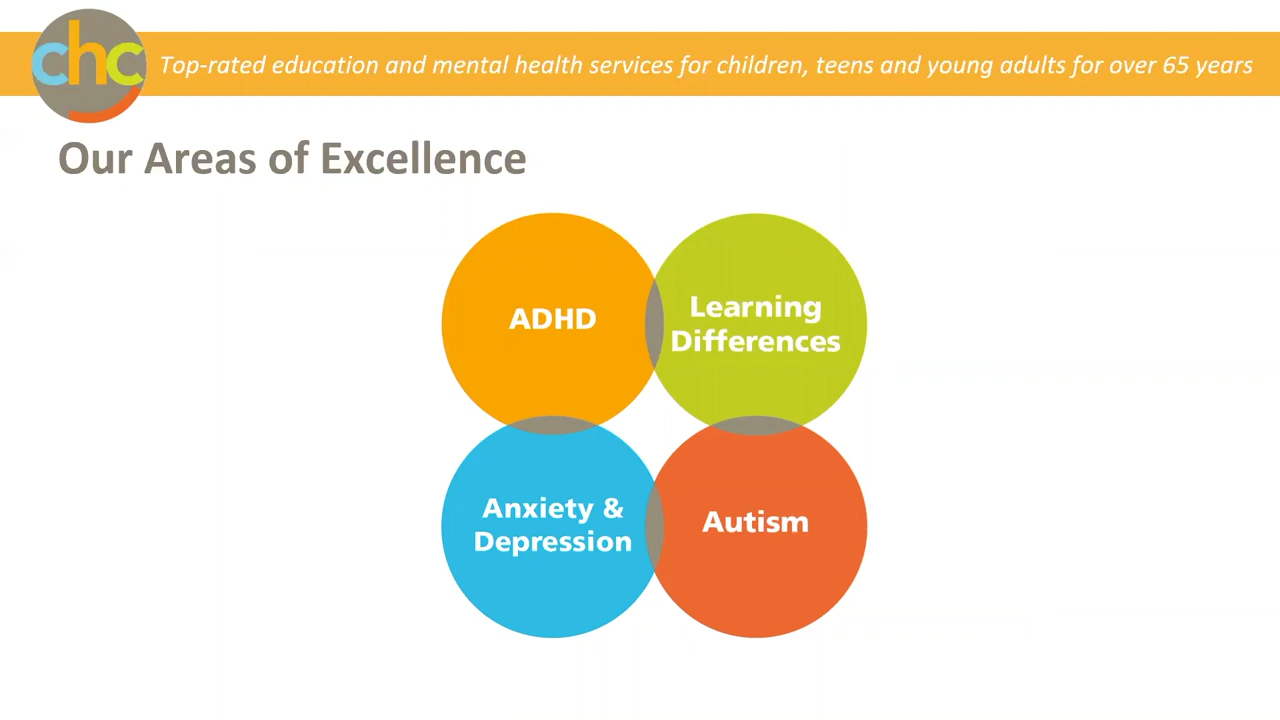 chc
Top-rated education and mental health services for children, teens and young adults for over 65 years
Our Areas of Excellence
ADHD
Learning
Differences
Anxiety &
Depression
Autism